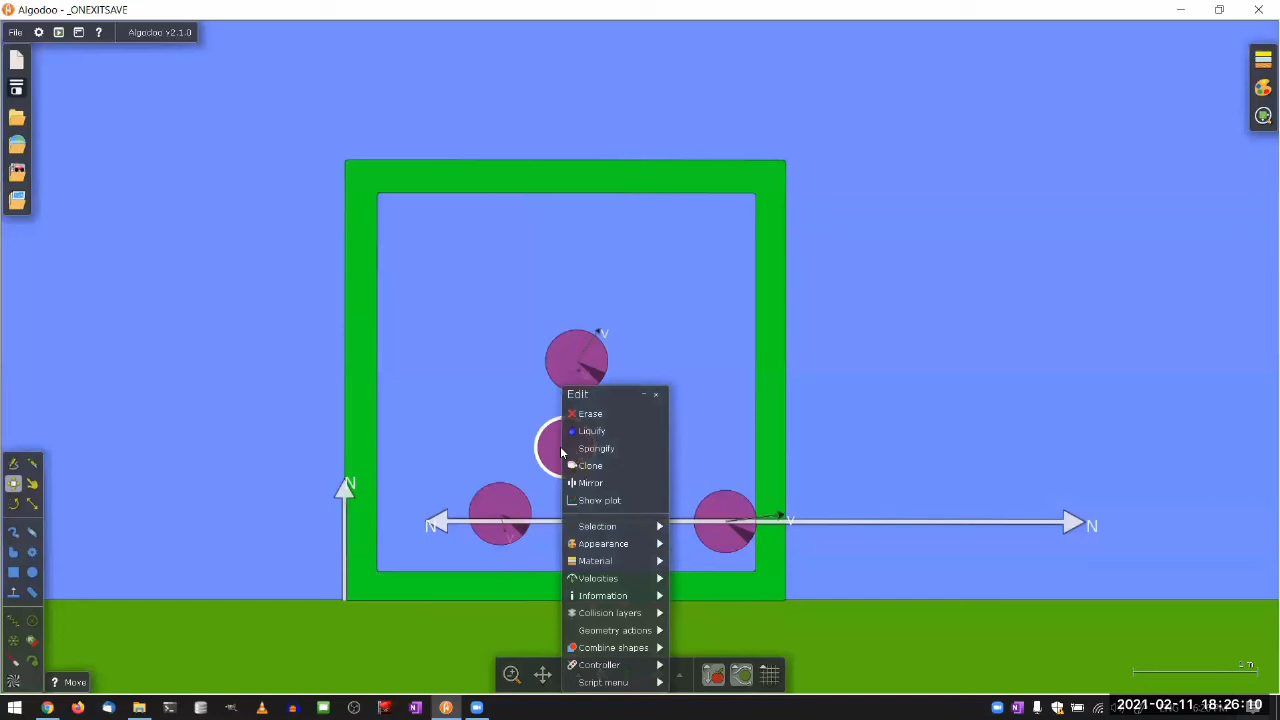 Algodoo - _ONEXITSAVE
File
?
Algodoo v2.1.0
V
Edit
Erase
Liquify
Spongify
Clone
Mirror
Show plot
Selection
Appearance
Material
Velocities
Information
Collision layers
Geometry actions
Combine shapes
Controller
Script menu
N
N
V
V
N
? Move
1 m
2021-02-11 18:26:10